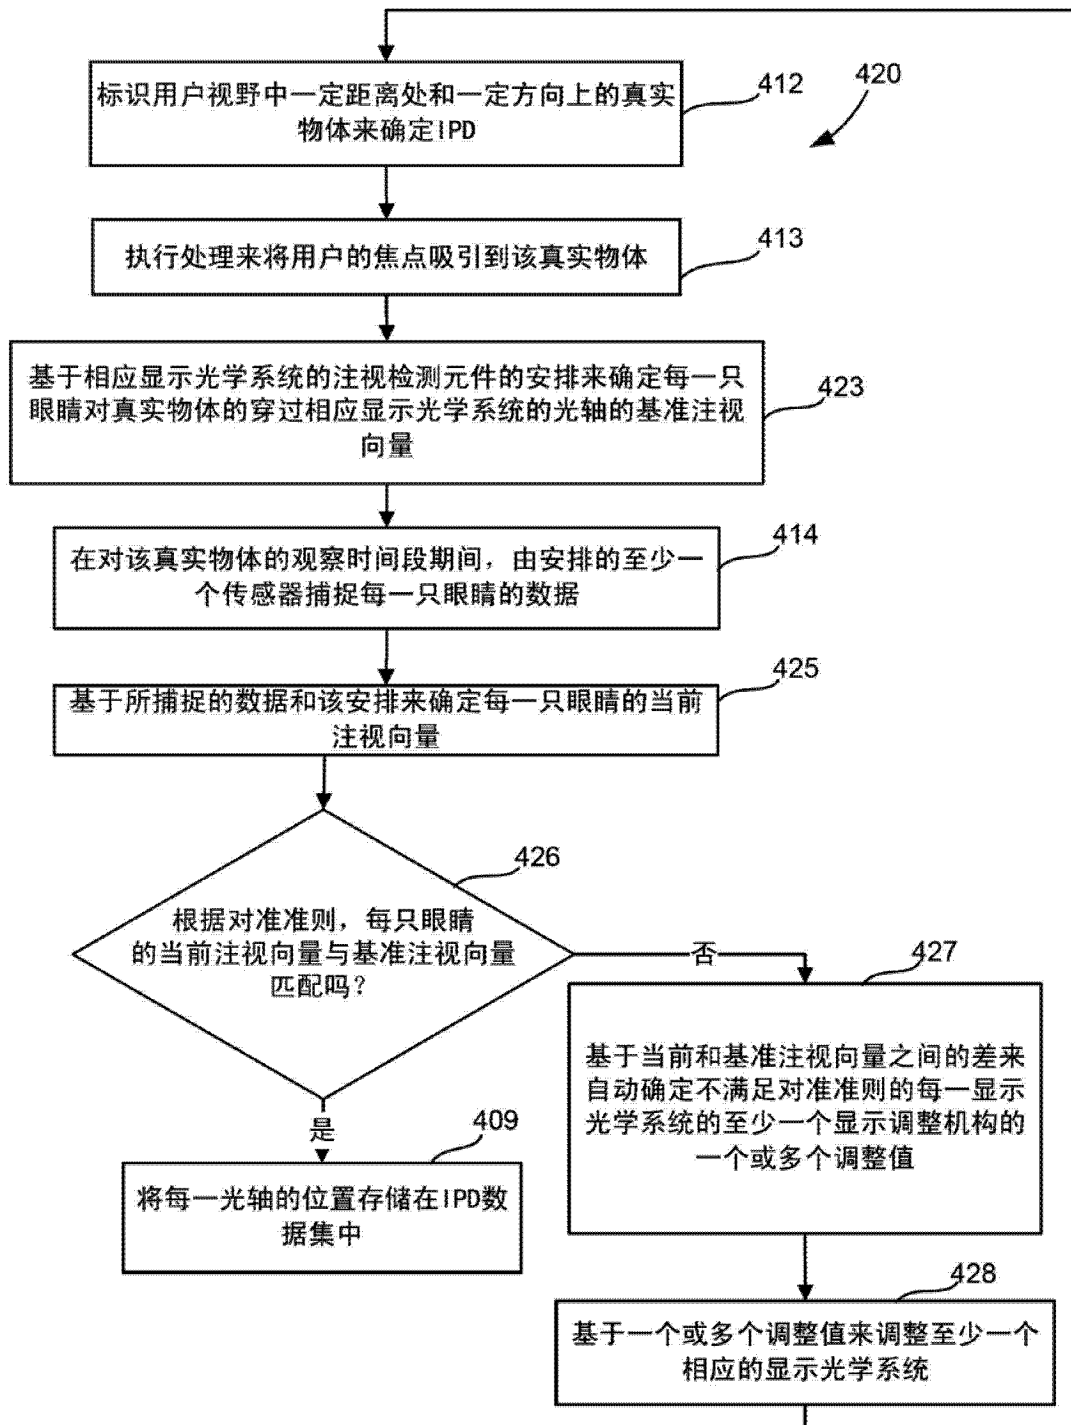 标识用户视野中一定距离处和一定方向上的真实
物体来确定IPD
412
420
执行处理来将用户的焦点吸引到该真实物体
413
基于相应显示光学系统的注视检测元件的安排来确定每一只
眼睛对真实物体的穿过相应显示光学系统的光轴的基准注视
向量
423
在对该真实物体的观察时间段期间，由安排的至少一
个传感器捕捉每一只眼睛的数据
414
基于所捕捉的数据和该安排来确定每一只眼睛的当前
注视向量
425
根据对准准则，每只眼睛
的当前注视向量与基准注视向量
匹配吗？
426
否
427
基于当前和基准注视向量之间的差来
自动确定不满足对准准则的每一显示
光学系统的至少一个显示调整机构的
一个或多个调整值
是
409
将每一光轴的位置存储在IPD数
据集中
428
基于一个或多个调整值来调整至少一个
相应的显示光学系统